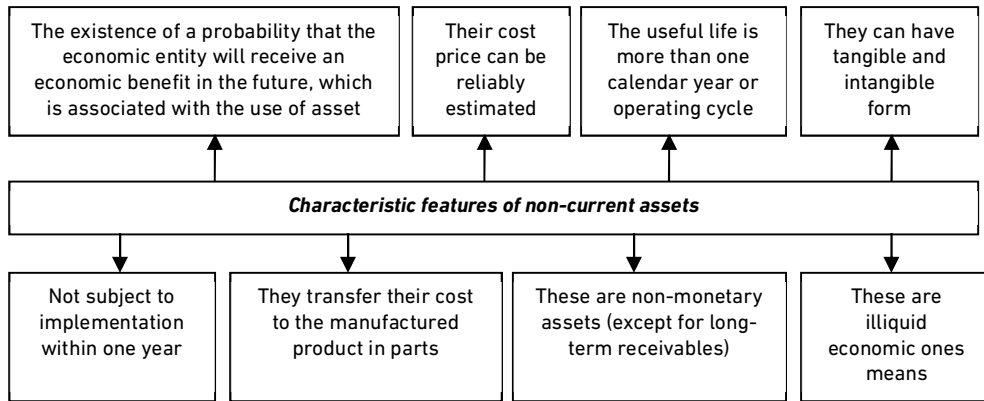 The existence of a probability that the
economic entity will receive an
economic benefit in the future, which
is associated with the use of asset
Their cost
price can be
reliably
estimated
The useful life is
more than one
calendar year or
operating cycle
They can have
tangible and
intangible
form
Characteristic features of non-current assets
Not subject to
implementation
within one year
They transfer their cost
to the manufactured
product in parts
These are non-monetary
assets (except for long-
term receivables)
These are
illiquid
economic ones
means